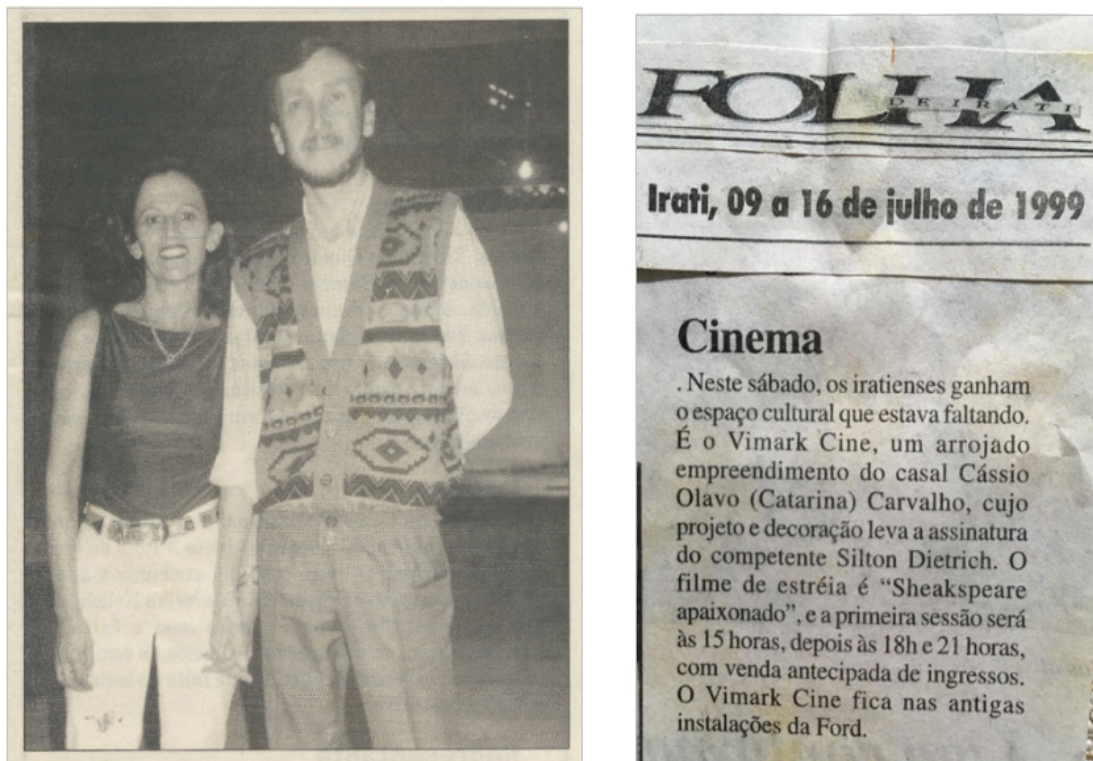 FOLHA
DE IRATI
Irati, 09 a 16 de julho de 1999
Cinema
. Neste sábado, os iratienses ganham
o espaço cultural que estava faltando.
É o Vimark Cine, um arrojado
empreendimento do casal Cássio
Olavo (Catarina) Carvalho, cujo
projeto e decoração leva a assinatura
do competente Silton Dietrich. O
filme de estréia é “Sheakspeare
apaixonado”, e a primeira sessão será
às 15 horas, depois às 18h e 21 horas,
com venda antecipada de ingressos.
O Vimark Cine fica nas antigas
instalações da Ford.